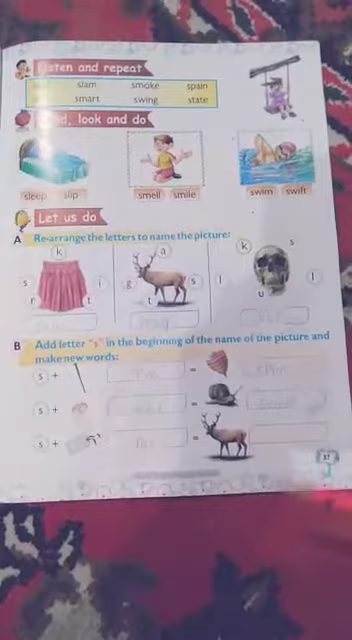 Listen and repeat
slam smoke spain
smart swing state
look and do
sleep slip smell smile swim swift
Let us do
A Re-arrange the letters to name the picture:
k a k s
s i g s l l
r t t u
B Add letter "s" in the beginning of the name of the picture and
make new words:
s + =
s + =
s + =
37